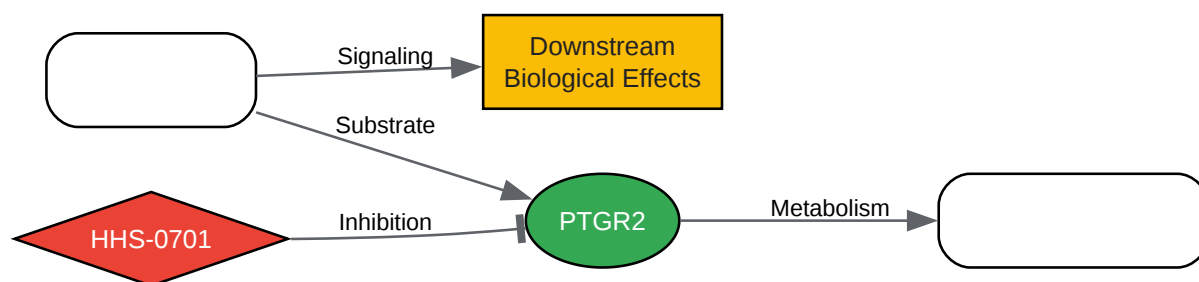 Signaling
Downstream
Biological Effects
Substrate
HHS-0701
Inhibition
PTGR2
Metabolism